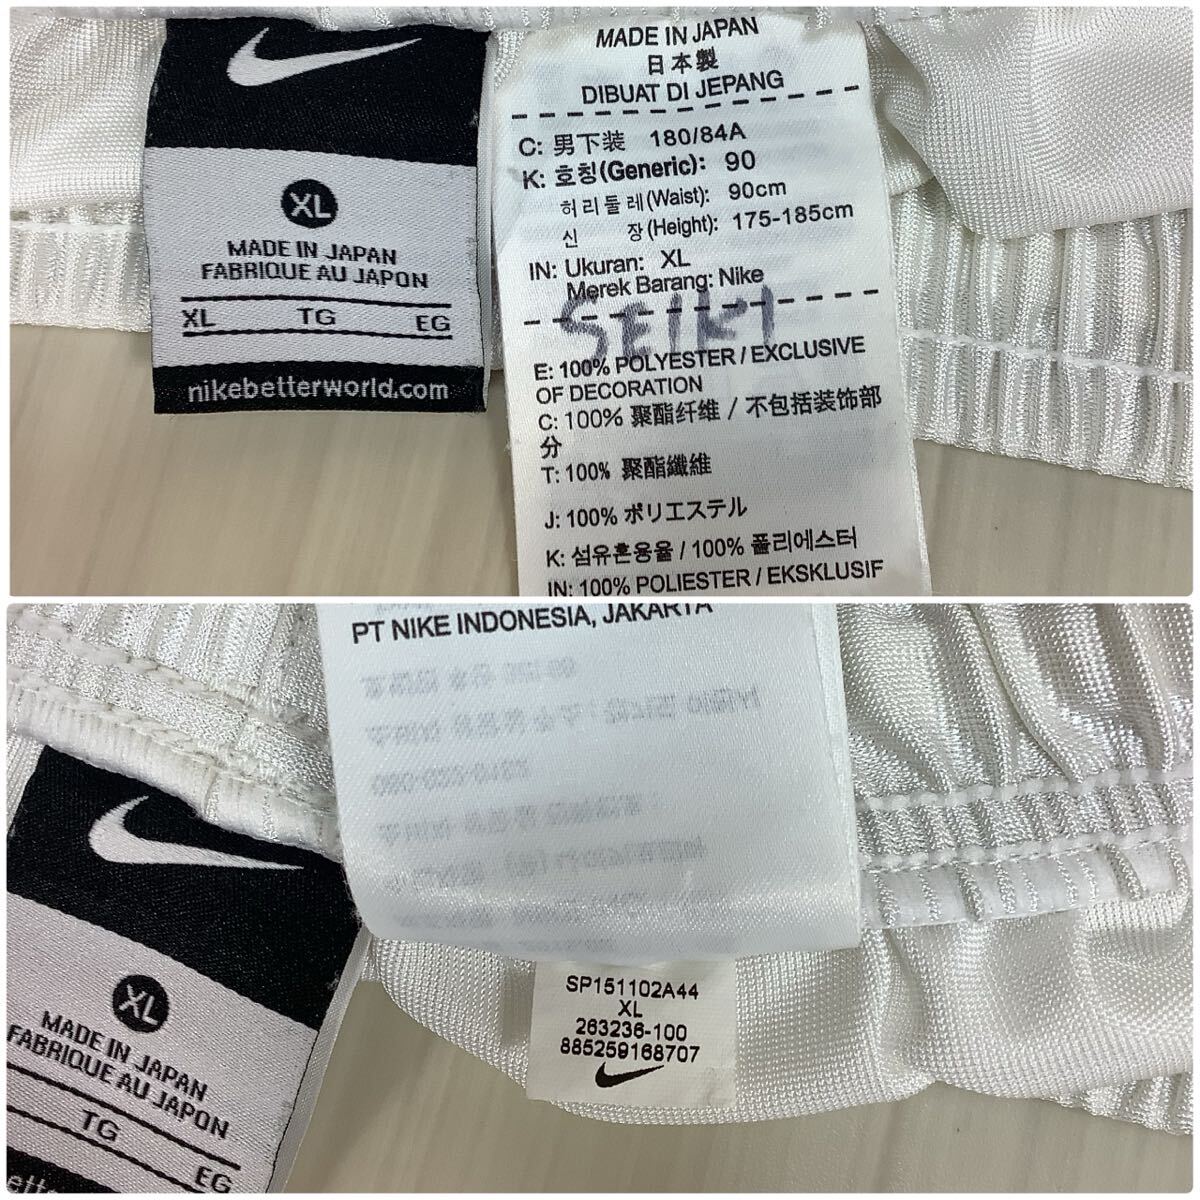 XL
MADE IN JAPAN
FABRIQUE AU JAPON
XL TG EG
nikebetterworld.com
MADE IN JAPAN
日本製
DIBUAT DI JEPANG
C: 男下装 180/84A
K: 호칭(Generic): 90
허리둘레(Waist): 90cm
신 장(Height): 175-185cm
IN: Ukuran: XL
Merek Barang: Nike
SEIKI
E: 100% POLYESTER / EXCLUSIVE
OF DECORATION
C: 100% 聚酯纤维 / 不包括装饰部
分
T: 100% 聚酯纖維
J: 100% ポリエステル
K: 섬유혼용율 / 100% 폴리에스터
IN: 100% POLIESTER / EKSKLUSIF
PT NIKE INDONESIA, JAKARTA
XL
MADE IN JAPAN
FABRIQUE AU JAPON
TG EG
SP151102A44
XL
263236-100
885259168707